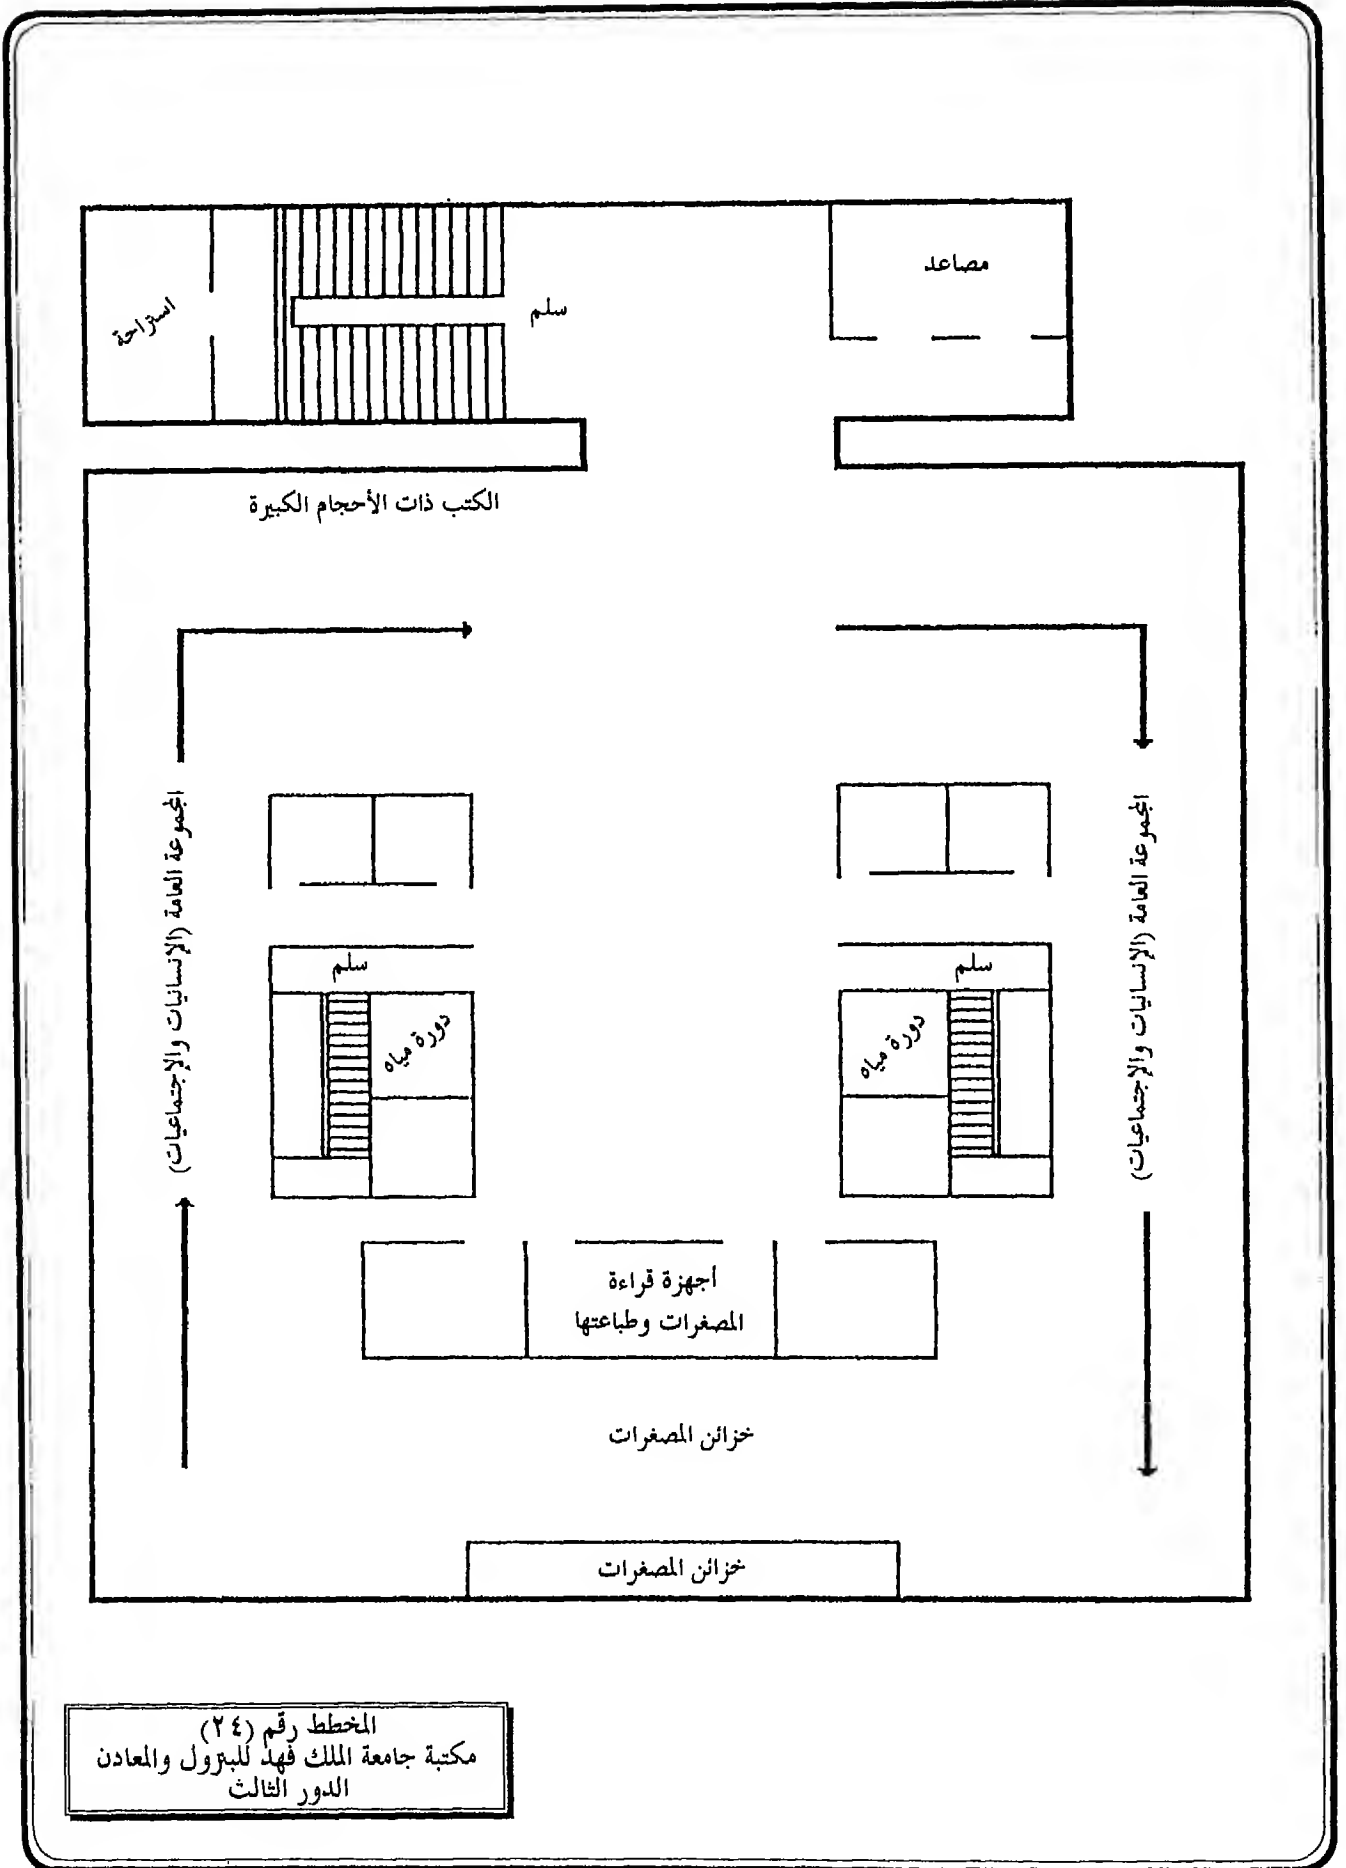 مصاعد
سلم
استراحة
الكتب ذات الأحجام الكبيرة
المجموعة العامة (الإنسانيات والإجتماعيات)
المجموعة العامة (الإنسانيات والإجتماعيات)
سلم
دورة مياه
سلم
دورة مياه
أجهزة قراءة
المصغرات وطباعتها
خزائن المصغرات
خزائن المصغرات
المخطط رقم (٢٤)
مكتبة جامعة الملك فهد للبترول والمعادن
الدور الثالث